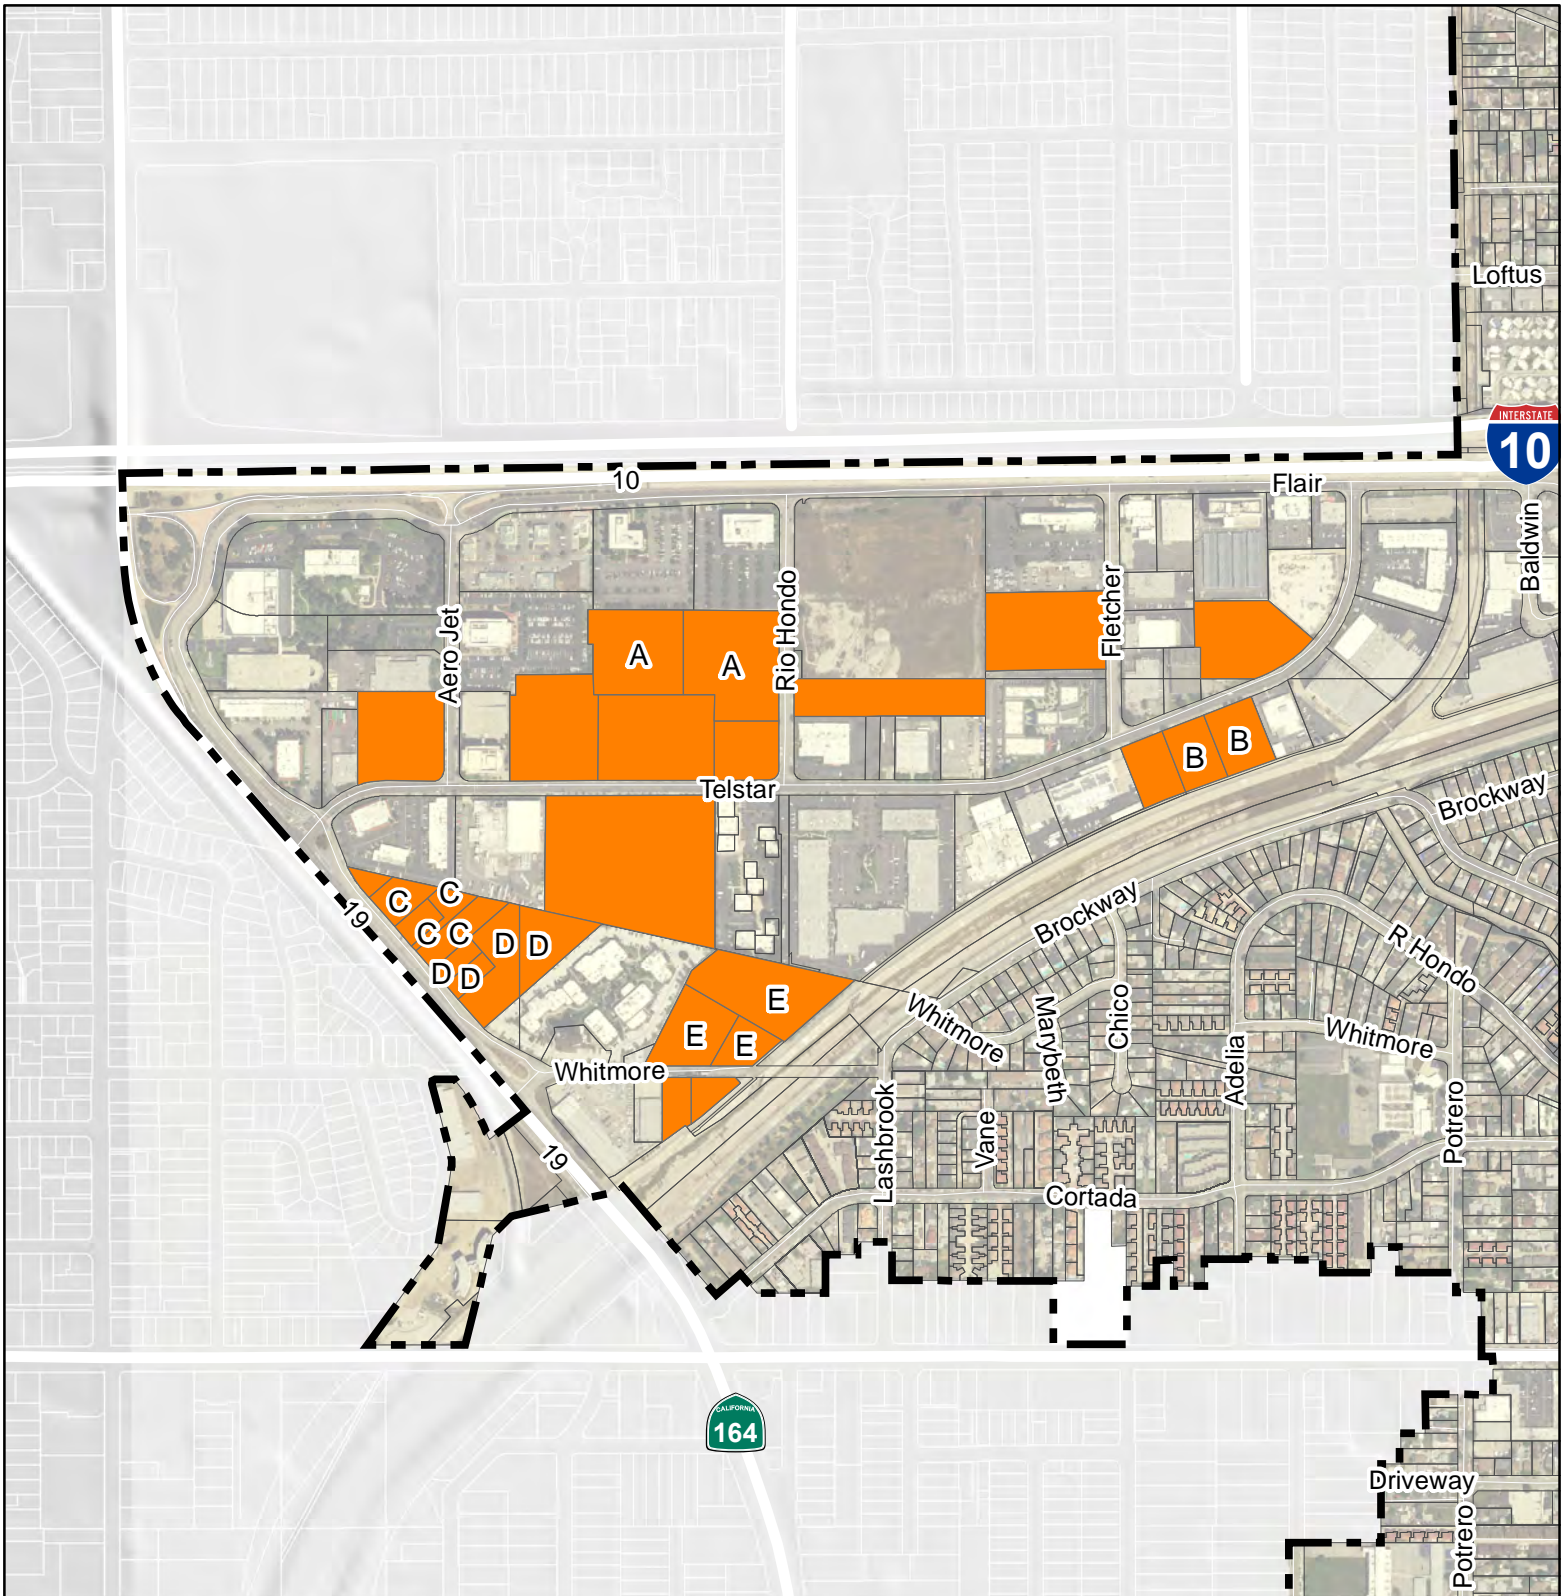 Loftus
INTERSTATE
10
10
Flair
Baldwin
Fletcher
Rio Hondo
Aero Jet
A
A
B
B
Telstar
Brockway
C
C
C
C
D
D
D
D
19
Brockway
R Hondo
E
E
E
Whitmore
Marybeth
Chico
Whitmore
Adelia
Whitmore
Lashbrook
Vane
Potrero
19
Cortada
CALIFORNIA
164
Driveway
Potrero